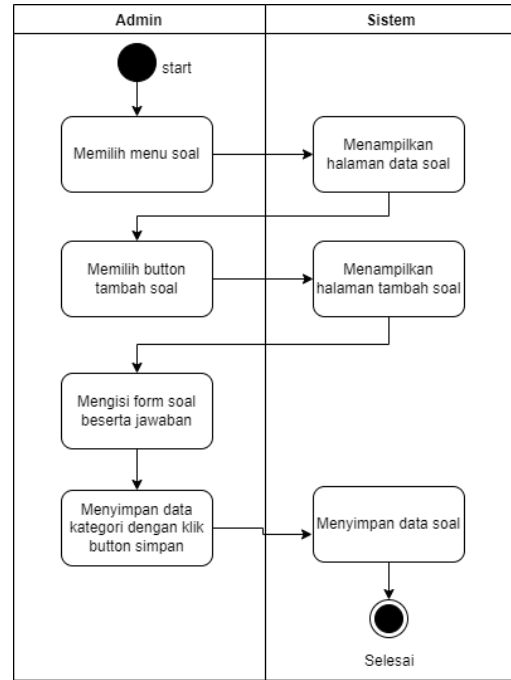 Admin
Sistem
start
Memilih menu soal
Menampilkan
halaman data soal
Memilih button
tambah soal
Menampilkan
halaman tambah soal
Mengisi form soal
beserta jawaban
Menyimpan data
kategori dengan klik
button simpan
Menyimpan data soal
Selesai